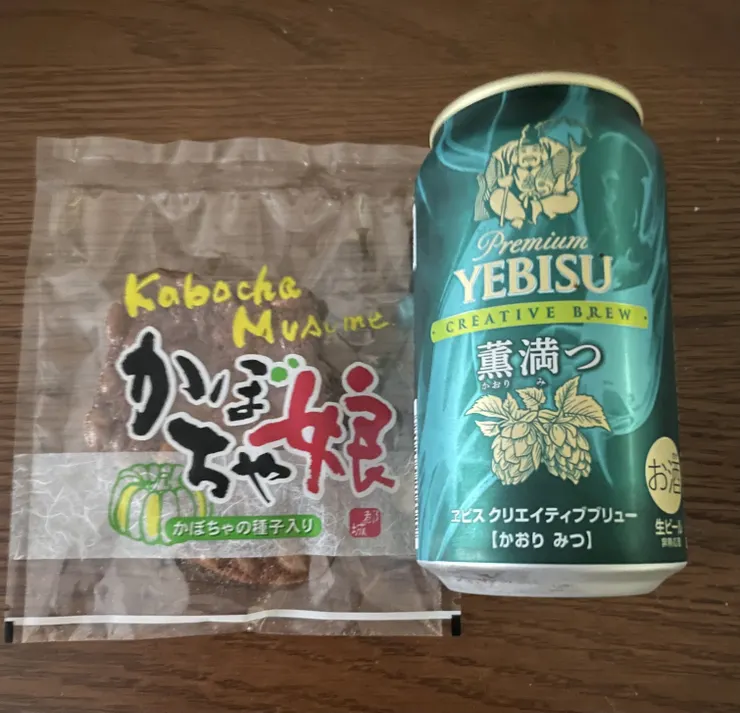 Kabocha
Musume
かぼ
ちゃ娘
かぼちゃの種子入り
Premium
YEBISU
CREATIVE BREW
薫満つ
かおり み
ヱビス クリエイティブブリュー
【かおり みつ】
お酒
生ビール